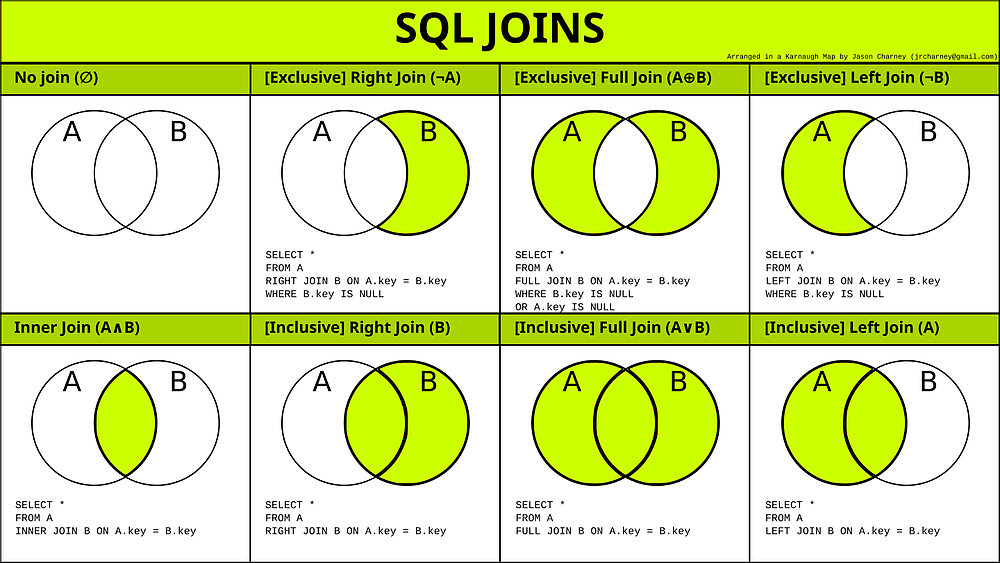 SQL JOINS
Arranged in a Karnaugh Map by Jason Charney (jrcharney@gmail.com)
No join (∅)
A
B
[Exclusive] Right Join (¬A)
A
B
SELECT *
FROM A
RIGHT JOIN B ON A.key = B.key
WHERE B.key IS NULL
[Exclusive] Full Join (A⊕B)
A
B
SELECT *
FROM A
FULL JOIN B ON A.key = B.key
WHERE B.key IS NULL
OR A.key IS NULL
[Exclusive] Left Join (¬B)
A
B
SELECT *
FROM A
LEFT JOIN B ON A.key = B.key
WHERE B.key IS NULL
Inner Join (A∧B)
A
B
SELECT *
FROM A
INNER JOIN B ON A.key = B.key
[Inclusive] Right Join (B)
A
B
SELECT *
FROM A
RIGHT JOIN B ON A.key = B.key
[Inclusive] Full Join (A∨B)
A
B
SELECT *
FROM A
FULL JOIN B ON A.key = B.key
[Inclusive] Left Join (A)
A
B
SELECT *
FROM A
LEFT JOIN B ON A.key = B.key